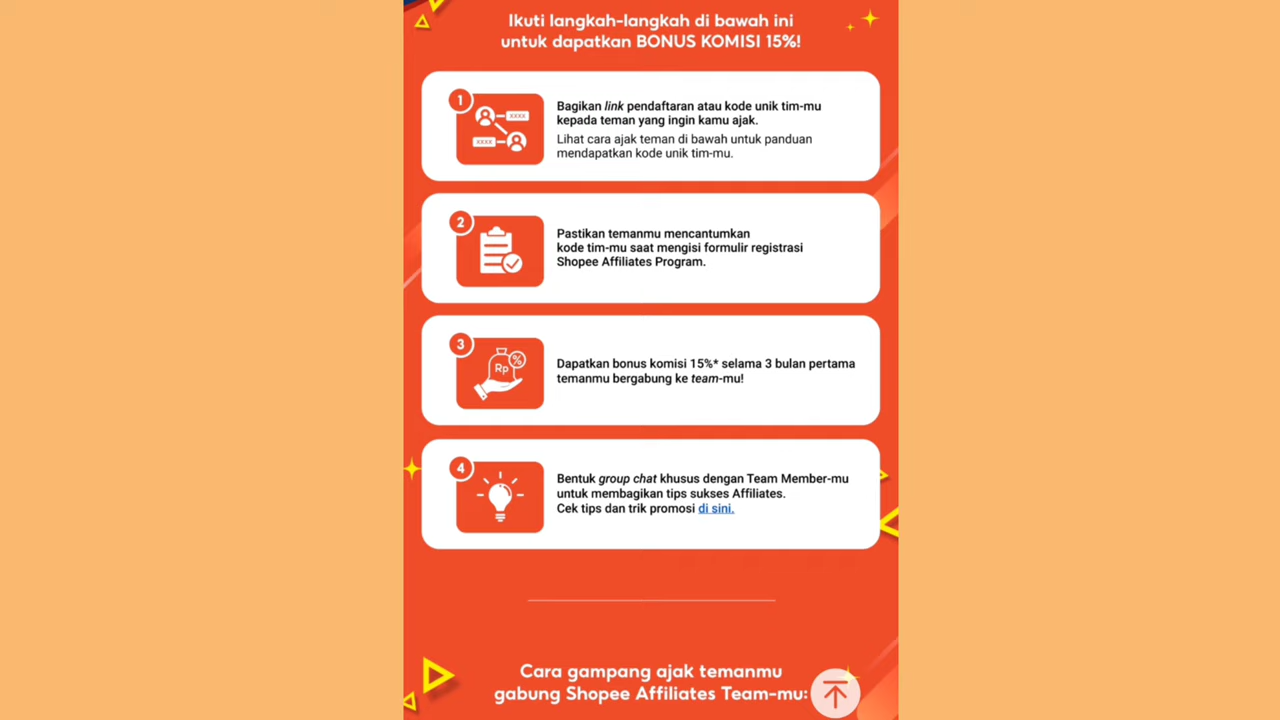 Ikuti langkah-langkah di bawah ini
untuk dapatkan BONUS KOMISI 15%!
1
XXXX
XXXX
Bagikan link pendaftaran atau kode unik tim-mu
kepada teman yang ingin kamu ajak.
Lihat cara ajak teman di bawah untuk panduan
mendapatkan kode unik tim-mu.
2
Pastikan temanmu mencantumkan
kode tim-mu saat mengisi formulir registrasi
Shopee Affiliates Program.
3
Rp %
Dapatkan bonus komisi 15%* selama 3 bulan pertama
temanmu bergabung ke team-mu!
4
Bentuk group chat khusus dengan Team Member-mu
untuk membagikan tips sukses Affiliates.
Cek tips dan trik promosi di sini.
Cara gampang ajak temanmu
gabung Shopee Affiliates Team-mu: